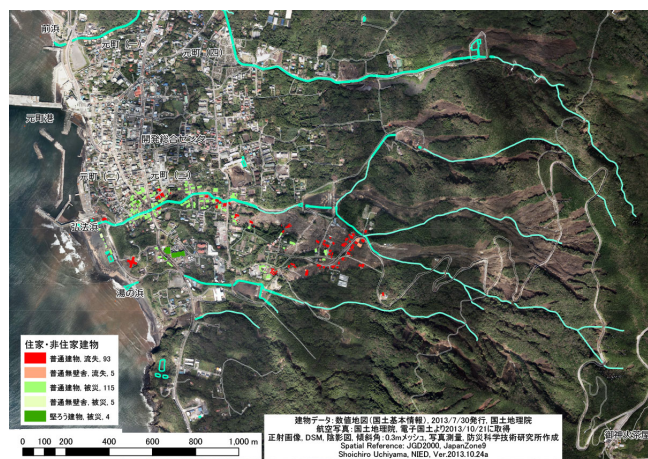 前浜
元町（一）
元町（四）
元町港
開発総合センター
元町（二）
元町（三）
弘法浜
湯の浜
御神火茶屋
住家・非住家建物
普通建物, 流失, 93
普通無壁舎, 流失, 5
普通建物, 被災, 115
普通無壁舎, 被災, 5
堅ろう建物, 被災, 4
0 100 200 400 600 800 1,000 m
建物データ：数値地図（国土基本情報）, 2013/7/30発行, 国土地理院
航空写真：国土地理院, 電子国土より2013/10/21に取得
正射画像, DSM, 陰影図, 傾斜角：0.3mメッシュ, 写真測量, 防災科学技術研究所作成
Spatial Reference: JGD2000, JapanZone9
Shoichiro Uchiyama, NIED, Ver.2013.10.24a